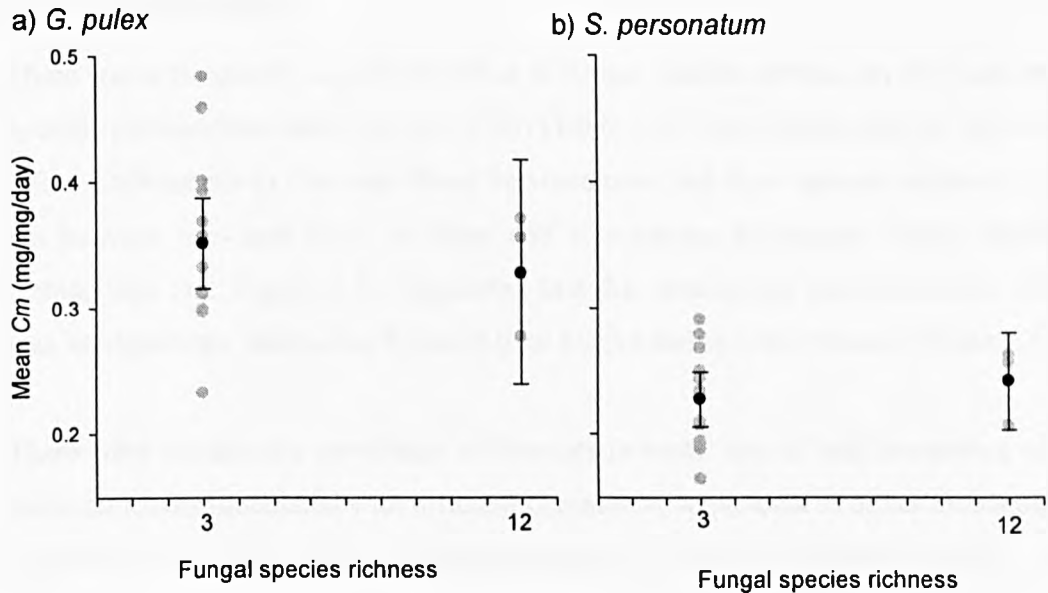 a) G. pulex
b) S. personatum
Mean Cm (mg/mg/day)
0.5
0.4
0.3
0.2
3
12
3
12
Fungal species richness
Fungal species richness